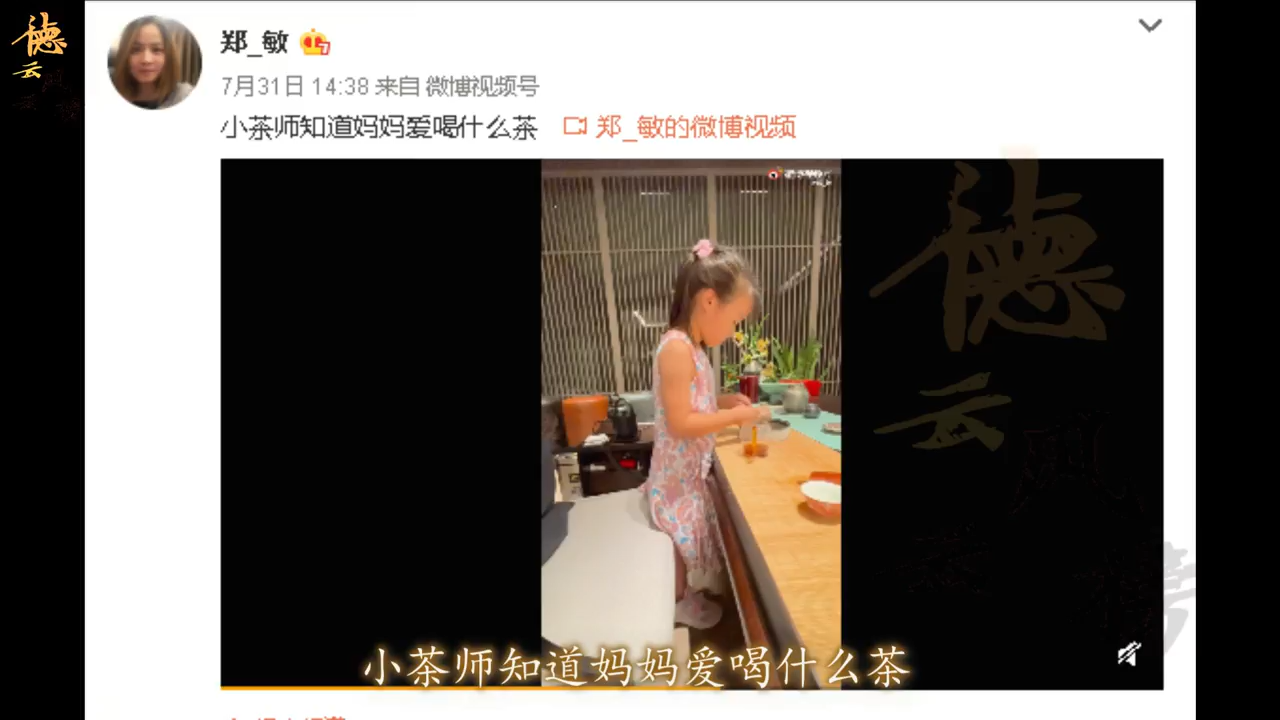 德
云
郑_敏
7月31日 14:38 来自 微博视频号
小茶师知道妈妈爱喝什么茶 郑_敏的微博视频
德
云
小茶师知道妈妈爱喝什么茶